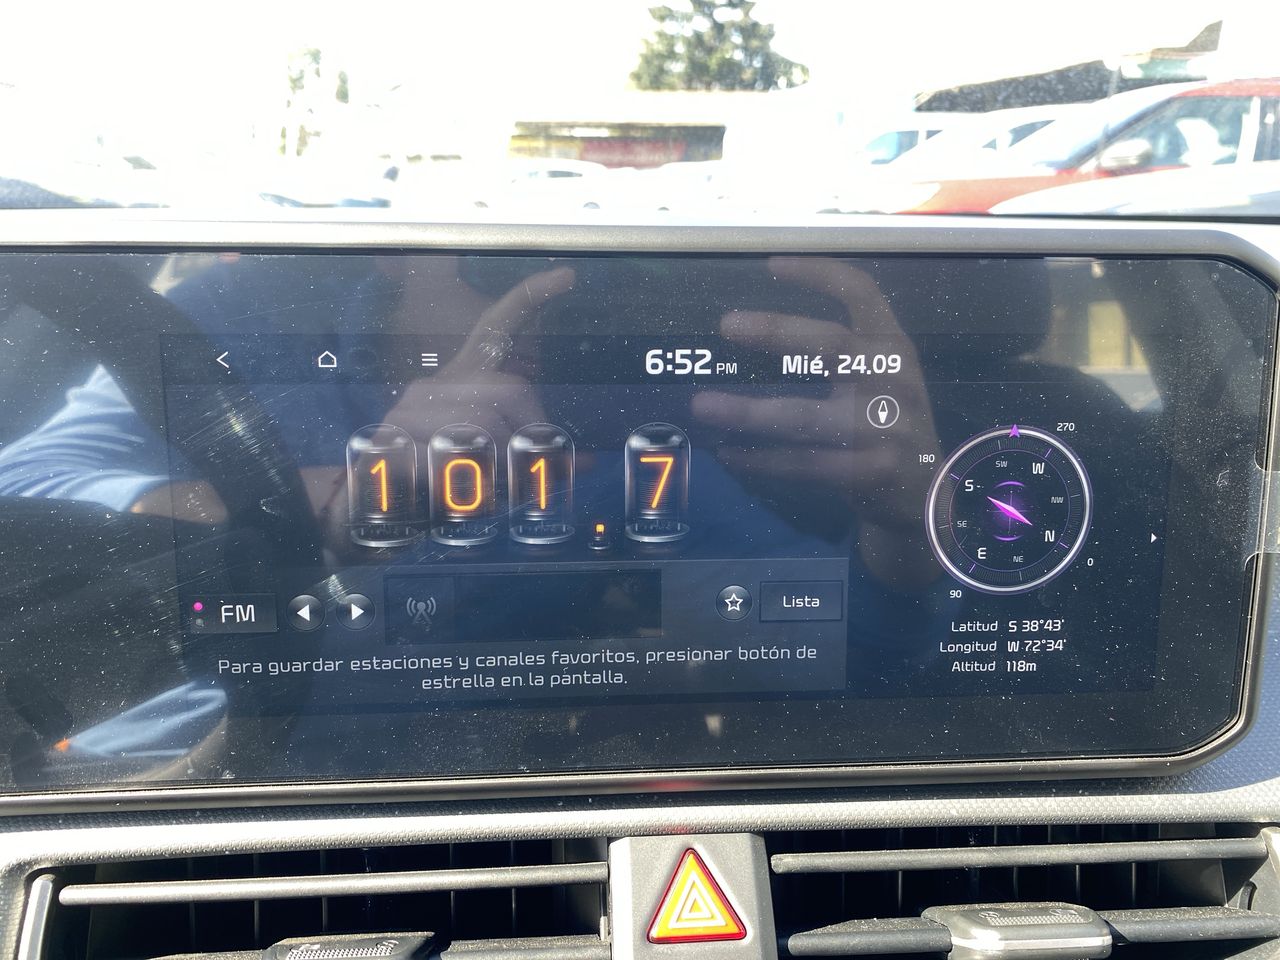 6:52 PM Mié, 24.09
101.7
FM
Lista
Para guardar estaciones y canales favoritos, presionar botón de
estrella en la pantalla.
270
180
SW
W
S
NW
SE
N
E
NE
0
90
Latitud S 38°43'
Longitud W 72°34'
Altitud 118m